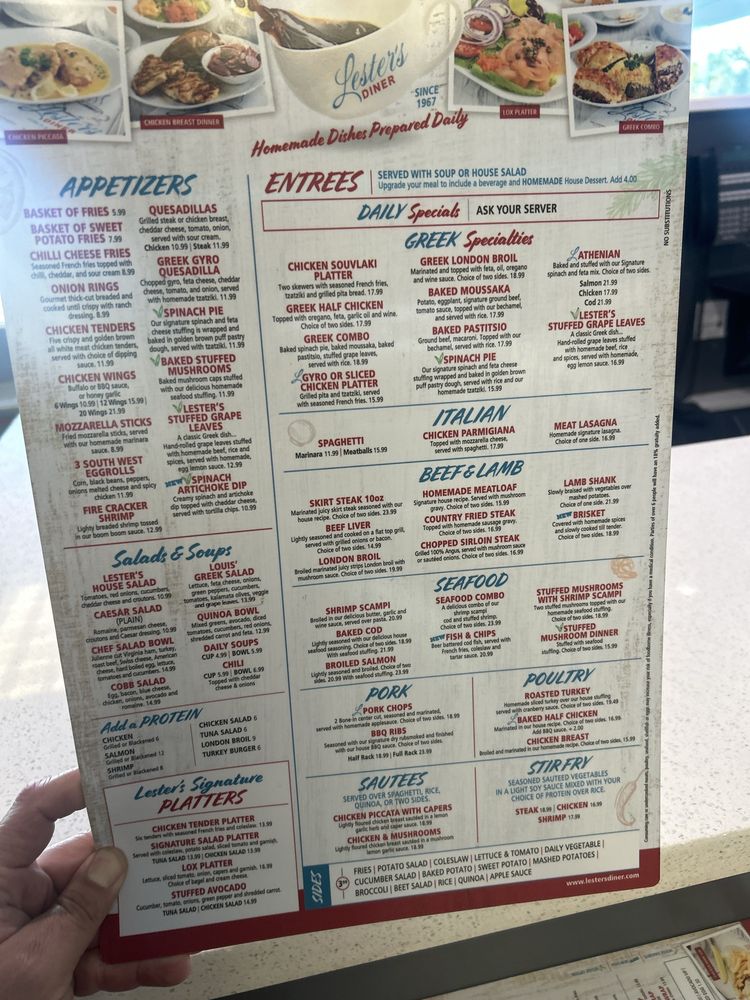 CHICKEN PICCATA
CHICKEN BREAST DINNER
Lester's
DINER
SINCE
1967
LOX PLATTER
GREEK COMBO
Homemade Dishes Prepared Daily
APPETIZERS
BASKET OF FRIES 5.99
BASKET OF SWEET
POTATO FRIES 7.99
CHILLI CHEESE FRIES
Seasoned French fries topped with
chilli, cheddar, and sour cream 8.99
ONION RINGS
Gourmet thick-cut breaded and
cooked until crispy with ranch
dressing. 8.99
CHICKEN TENDERS
Five crispy and golden brown
all white meat chicken tenders,
served with choice of dipping
sauce. 11.99
CHICKEN WINGS
Buffalo or BBQ sauce,
or honey garlic
6 Wings 10.99 | 12 Wings 15.99 |
20 Wings 21.99
MOZZARELLA STICKS
Fried mozzarella sticks, served
with our homemade marinara
sauce. 8.99
3 SOUTH WEST
EGGROLLS
Corn, black beans, peppers,
onions melted cheese and spicy
chicken 11.99
FIRE CRACKER
SHRIMP
Lightly breaded shrimp tossed
in our boom boom sauce. 12.99
QUESADILLAS
Grilled steak or chicken breast,
cheddar cheese, tomato, onion,
served with sour cream.
Chicken 10.99 | Steak 11.99
GREEK GYRO
QUESADILLA
Chopped gyro, feta cheese, cheddar
cheese, tomato, and onion, served
with homemade tzatziki. 11.99
SPINACH PIE
Our signature spinach and feta
cheese stuffing is wrapped and
baked in golden brown puff pastry
dough, served with tzatziki. 11.99
BAKED STUFFED
MUSHROOMS
Baked mushroom caps stuffed
with our delicious homemade
seafood stuffing. 11.99
LESTER'S
STUFFED GRAPE
LEAVES
A classic Greek dish...
Hand-rolled grape leaves stuffed
with homemade beef, rice and
spices, served with homemade,
egg lemon sauce. 12.99
NEW SPINACH
ARTICHOKE DIP
Creamy spinach and artichoke
dip topped with cheddar cheese,
served with tortilla chips. 10.99
Salads & Soups
LESTER'S
HOUSE SALAD
Tomatoes, red onions, cucumbers,
cheddar cheese and croutons. 10.99
CAESAR SALAD
(PLAIN)
Romaine, parmesan cheese,
croutons and Caesar dressing. 10.99
CHEF SALAD BOWL
Julienne cut Virginia ham, turkey,
roast beef, Swiss cheese, American
cheese, hard boiled egg, lettuce,
tomatoes and cucumbers. 14.99
COBB SALAD
Egg, bacon, blue cheese,
chicken, onions, avocado and
romaine. 14.99
LOUIS'
GREEK SALAD
Lettuce, feta cheese, onions,
green peppers, cucumbers,
tomatoes, kalamata olives, veggie
and grape leaves. 13.99
QUINOA BOWL
Mixed greens, avocado, diced
tomatoes, cucumbers, red onions,
shredded carrot and feta. 12.99
DAILY SOUPS
CUP 4.99 | BOWL 5.99
CHILI
CUP 5.99 | BOWL 6.99
Topped with cheddar
cheese & onions
Add a PROTEIN
CHICKEN
Grilled or Blackened 6
SALMON
Grilled or Blackened 12
SHRIMP
Grilled or Blackened 8
CHICKEN SALAD 6
TUNA SALAD 6
LONDON BROIL 9
TURKEY BURGER 6
Lester's Signature
PLATTERS
CHICKEN TENDER PLATTER
Six tenders with seasoned French fries and coleslaw. 13.99
SIGNATURE SALAD PLATTER
Served with coleslaw, potato salad, sliced tomato and garnish.
TUNA SALAD 13.99 | CHICKEN SALAD 13.99
LOX PLATTER
Lettuce, sliced tomato, onion, capers and garnish. 16.99
Choice of bagel and cream cheese.
STUFFED AVOCADO
Cucumber, tomato, onions, green pepper and shredded carrot.
TUNA SALAD | CHICKEN SALAD 14.99
ENTREES
SERVED WITH SOUP OR HOUSE SALAD
Upgrade your meal to include a beverage and HOMEMADE House Dessert. Add 4.00
DAILY Specials | ASK YOUR SERVER
NO SUBSTITUTIONS
GREEK Specialties
CHICKEN SOUVLAKI
PLATTER
Two skewers with seasoned French fries,
tzatziki and grilled pita bread. 17.99
GREEK HALF CHICKEN
Topped with oregano, feta, garlic oil and wine.
Choice of two sides. 17.99
GREEK COMBO
Baked spinach pie, baked moussaka, baked
pastitsio, stuffed grape leaves,
served with rice. 18.99
GYRO OR SLICED
CHICKEN PLATTER
Grilled pita and tzatziki, served
with seasoned French fries. 15.99
GREEK LONDON BROIL
Marinated and topped with feta, oil, oregano
and wine sauce. Choice of two sides. 18.99
BAKED MOUSSAKA
Potato, eggplant, signature ground beef,
tomato sauce, topped with our bechamel,
and served with rice. 17.99
BAKED PASTITSIO
Ground beef, macaroni. Topped with our
bechamel, served with rice. 17.99
SPINACH PIE
Our signature spinach and feta cheese
stuffing wrapped and baked in golden brown
puff pastry dough, served with rice and our
homemade tzatziki. 15.99
ATHENIAN
Baked and stuffed with our Signature
spinach and feta mix. Choice of two sides.
Salmon 21.99
Chicken 17.99
Cod 21.99
LESTER'S
STUFFED GRAPE LEAVES
A classic Greek dish...
Hand-rolled grape leaves stuffed
with homemade beef, rice
and spices, served with homemade,
egg lemon sauce. 16.99
ITALIAN
SPAGHETTI
Marinara 11.99 | Meatballs 15.99
CHICKEN PARMIGIANA
Topped with mozzarella cheese,
served with spaghetti. 17.99
MEAT LASAGNA
Homemade signature lasagna.
Choice of one side. 16.99
BEEF & LAMB
SKIRT STEAK 10oz
Marinated juicy skirt steak seasoned with our
house recipe. Choice of two sides. 23.99
BEEF LIVER
Lightly seasoned and cooked on a flat top grill,
served with grilled onions or bacon.
Choice of two sides. 14.99
LONDON BROIL
Broiled marinated juicy strips London broil with
mushroom sauce. Choice of two sides. 19.99
HOMEMADE MEATLOAF
Signature house recipe. Served with mushroom
gravy. Choice of two sides. 15.99
COUNTRY FRIED STEAK
Topped with homemade sausage gravy.
Choice of two sides. 16.99
CHOPPED SIRLOIN STEAK
Grilled 100% Angus, served with mushroom sauce
or sautéed onions. Choice of two sides. 16.99
LAMB SHANK
Slowly braised with vegetables over
mashed potatoes.
Choice of one side. 21.99
NEW BRISKET
Covered with homemade spices
and slowly cooked till tender.
Choice of two sides. 18.99
SEAFOOD
SHRIMP SCAMPI
Broiled in our delicious butter, garlic and
wine sauce, served over pasta. 20.99
BAKED COD
Lightly seasoned with our delicious house
seafood seasoning. Choice of two sides. 18.99
With seafood stuffing. 21.99
BROILED SALMON
Lightly seasoned and broiled. Choice of two
sides. 20.99 With seafood stuffing. 23.99
SEAFOOD COMBO
A delicious combo of our
shrimp scampi
cod and stuffed shrimp.
Choice of two sides. 23.99
NEW FISH & CHIPS
Beer battered cod fish, served with
French fries, coleslaw and
tartar sauce. 20.99
STUFFED MUSHROOMS
WITH SHRIMP SCAMPI
Two stuffed mushrooms topped with our
homemade seafood stuffing.
Choice of two sides. 18.99
STUFFED
MUSHROOM DINNER
Stuffed with seafood.
Choice of two sides. 16.99
PORK
PORK CHOPS
2 Bone in center cut, seasoned and marinated,
served with homemade applesauce. Choice of two sides. 18.99
BBQ RIBS
Seasoned with our signature dry rub smoked and finished
with our house BBQ sauce. Choice of two sides.
Half Rack 18.99 | Full Rack 23.99
POULTRY
ROASTED TURKEY
Homemade sliced turkey over our house stuffing
served with cranberry sauce. Choice of two sides. 19.49
BAKED HALF CHICKEN
Marinated in our house recipe. Choice of two sides. 16.99
Add BBQ sauce. + 2.00
CHICKEN BREAST
Broiled and marinated in our homemade recipe. Choice of two sides. 15.99
SAUTEES
SERVED OVER SPAGHETTI, RICE,
QUINOA, OR TWO SIDES.
CHICKEN PICCATA WITH CAPERS
Lightly floured chicken breast sautéed in a lemon
garlic herb and caper sauce. 18.99
CHICKEN & MUSHROOMS
Lightly floured chicken breast sautéed in a mushroom
lemon garlic sauce. 18.99
STIR FRY
SEASONED SAUTEED VEGETABLES
IN A LIGHT SOY SAUCE MIXED WITH YOUR
CHOICE OF PROTEIN OVER RICE.
STEAK 18.99 | CHICKEN 16.99
SHRIMP 17.99
SIDES
3.99
FRIES | POTATO SALAD | COLESLAW | LETTUCE & TOMATO | DAILY VEGETABLE |
CUCUMBER SALAD | BAKED POTATO | SWEET POTATO | MASHED POTATOES |
BROCCOLI | BEET SALAD | RICE | QUINOA | APPLE SAUCE
www.lestersdiner.com
Consuming raw or undercooked meats, poultry, seafood, shellfish or eggs may increase your risk of foodborne illness, especially if you have a medical condition. Parties of over 6 people will have an 18% gratuity added.